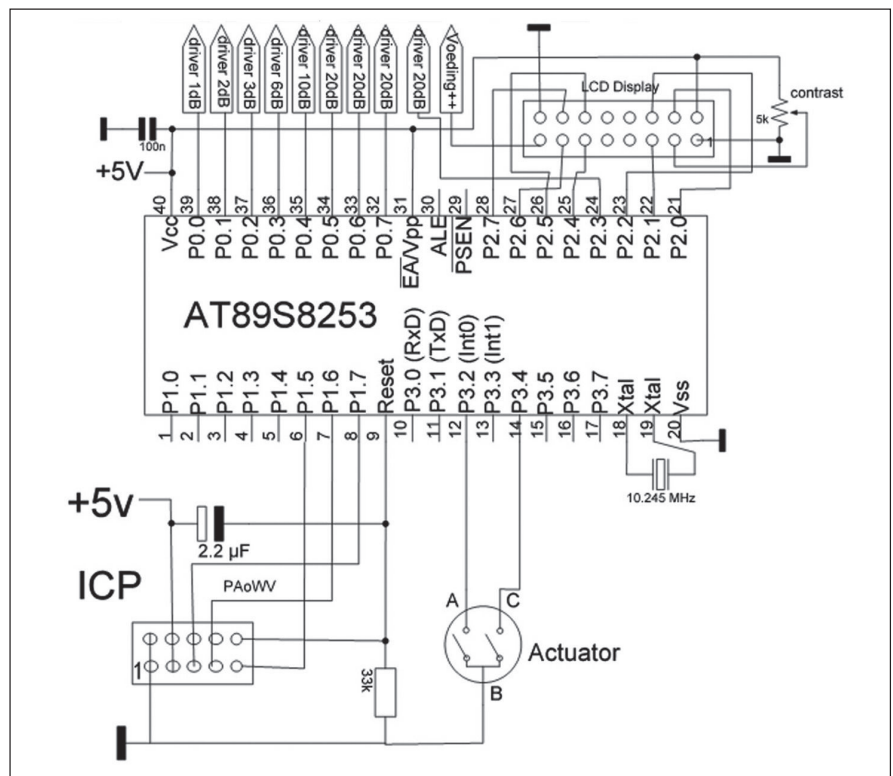 driver 1dB
driver 2dB
driver 3dB
driver 6dB
driver 10dB
driver 20dB
driver 20dB
driver 20dB
driver 20dB
Voeding++
LCD Display
contrast
5k
1
100n
+5V
40
39
38
37
36
35
34
33
32
31
30
29
28
27
26
25
24
23
22
21
Vcc
P0.0
P0.1
P0.2
P0.3
P0.4
P0.5
P0.6
P0.7
EA/Vpp
ALE
PSEN
P2.7
P2.6
P2.5
P2.4
P2.3
P2.2
P2.1
P2.0
AT89S8253
P1.0
P1.1
P1.2
P1.3
P1.4
P1.5
P1.6
P1.7
Reset
P3.0 (RxD)
P3.1 (TxD)
P3.2 (Int0)
P3.3 (Int1)
P3.4
P3.5
P3.6
P3.7
Xtal
Xtal
Vss
1
2
3
4
5
6
7
8
9
10
11
12
13
14
15
16
17
18
19
20
10.245 MHz
+5v
2.2 µF
ICP
PAoWV
1
33k
A
C
Actuator
B